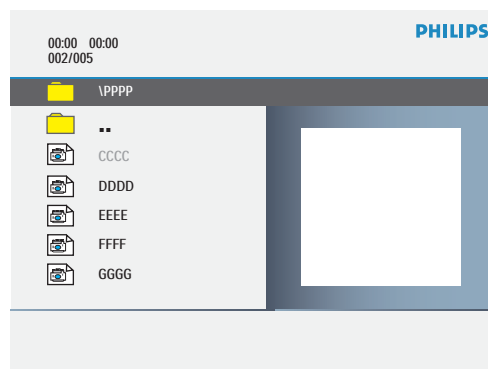 PHILIPS
00:00 00:00
002/005
\PPPP
..
CCCC
DDDD
EEEE
FFFF
GGGG